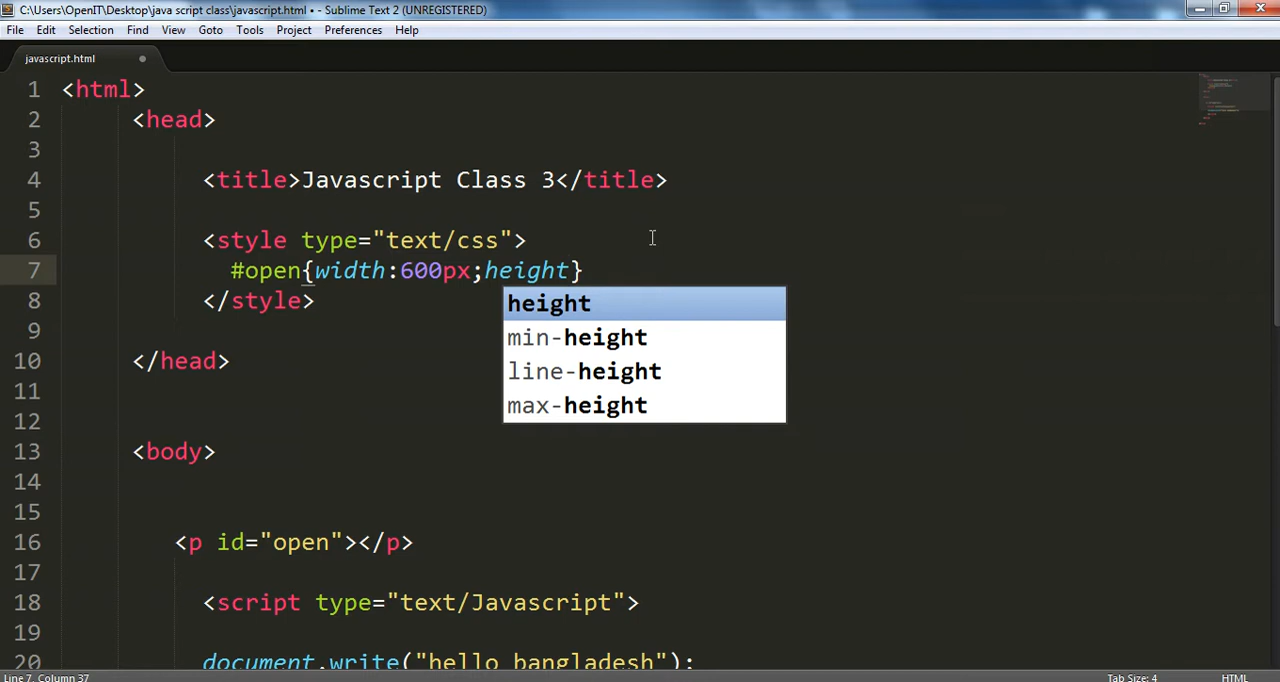 C:\Users\OpenIT\Desktop\java script class\javascript.html • - Sublime Text 2 (UNREGISTERED)
File Edit Selection Find View Goto Tools Project Preferences Help
javascript.html
1 <html>
2 <head>
3
4 <title>Javascript Class 3</title>
5
6 <style type="text/css">
7 #open{width:600px;height}
8 </style>
height
min-height
line-height
max-height
9
10 </head>
11
12
13 <body>
14
15
16 <p id="open"></p>
17
18 <script type="text/Javascript">
19
20 document.write("hello bangladesh");
Line 7, Column 37 Tab Size: 4 HTML